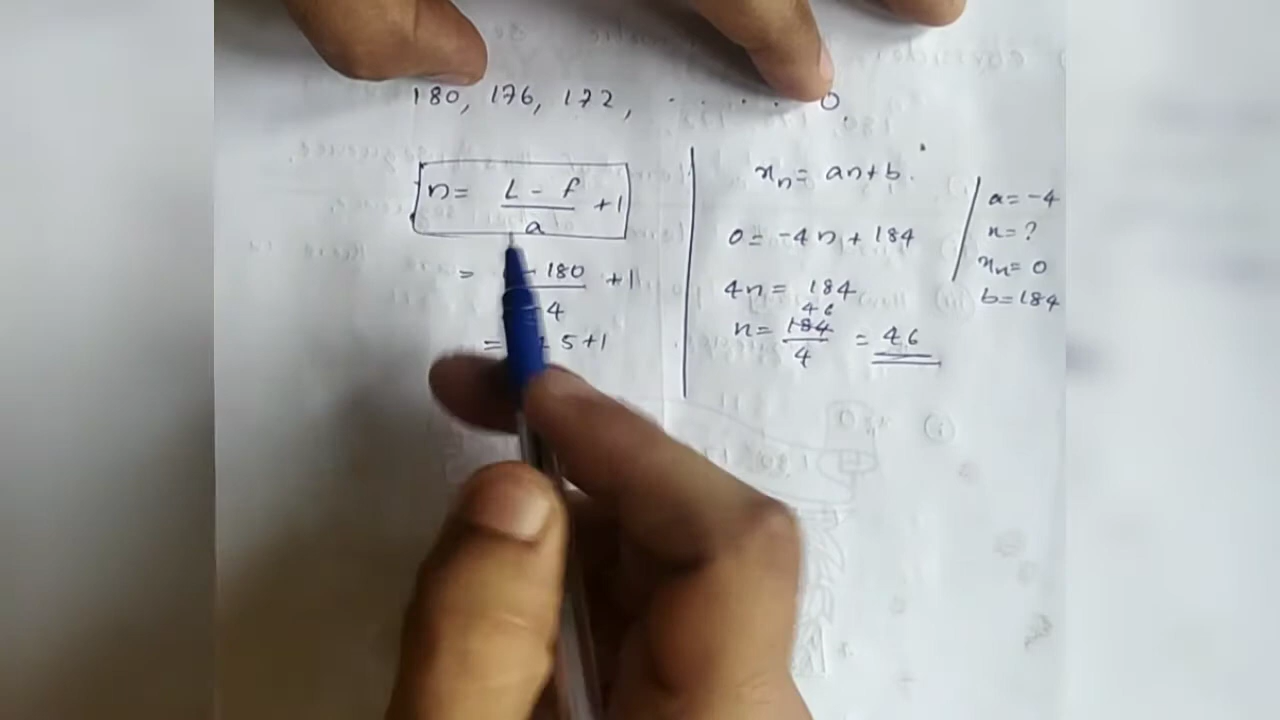 180, 176, 172, . . . . . 0.
n= L - f / a +1
= - 180 / 4 +1
= 5+1
xn= an+b.
0= -4n + 184
4n= 184
46
n= 184 / 4 = 46
a= -4
n= ?
xn= 0
b=184